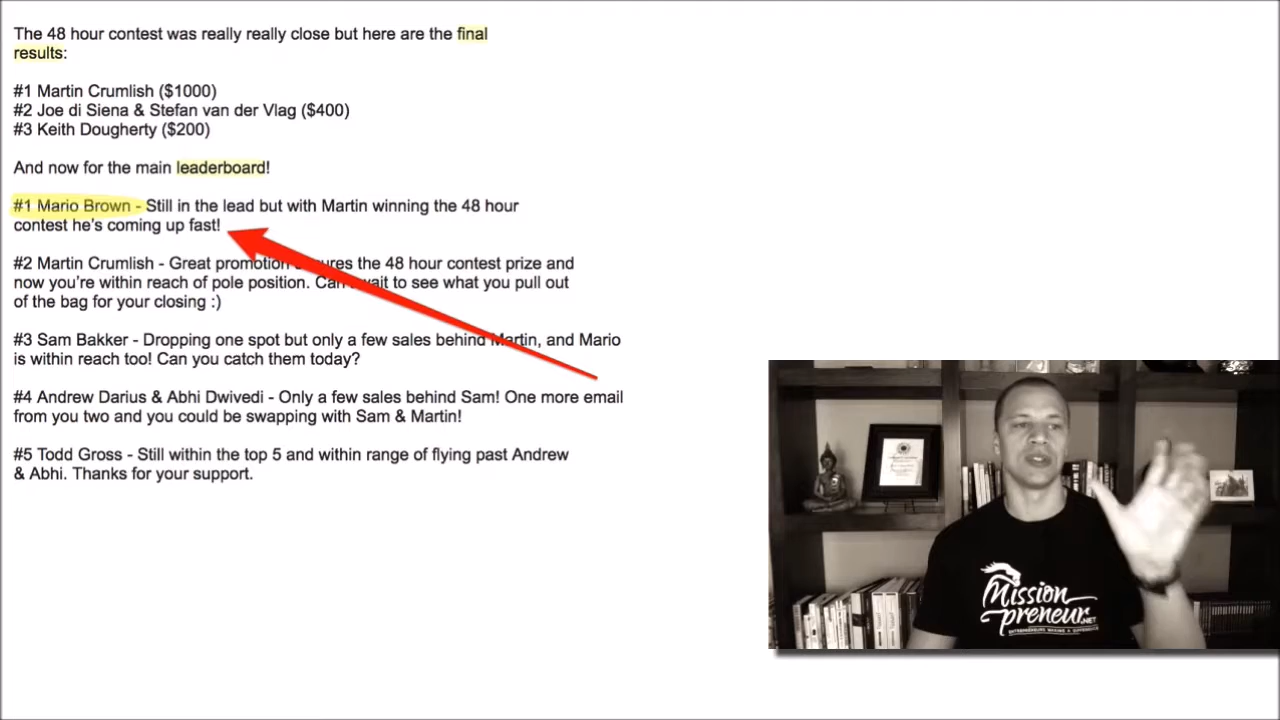 The 48 hour contest was really really close but here are the final
results:
#1 Martin Crumlish ($1000)
#2 Joe di Siena & Stefan van der Vlag ($400)
#3 Keith Dougherty ($200)
And now for the main leaderboard!
#1 Mario Brown - Still in the lead but with Martin winning the 48 hour
contest he's coming up fast!
#2 Martin Crumlish - Great promotion the 48 hour contest prize and
now you're within reach of pole position. wait to see what you pull out
of the bag for your closing :)
#3 Sam Bakker - Dropping one spot but only a few sales behind Martin, and Mario
is within reach too! Can you catch them today?
#4 Andrew Darius & Abhi Dwivedi - Only a few sales behind Sam! One more email
from you two and you could be swapping with Sam & Martin!
#5 Todd Gross - Still within the top 5 and within range of flying past Andrew
& Abhi. Thanks for your support.
Mission
preneur.NET